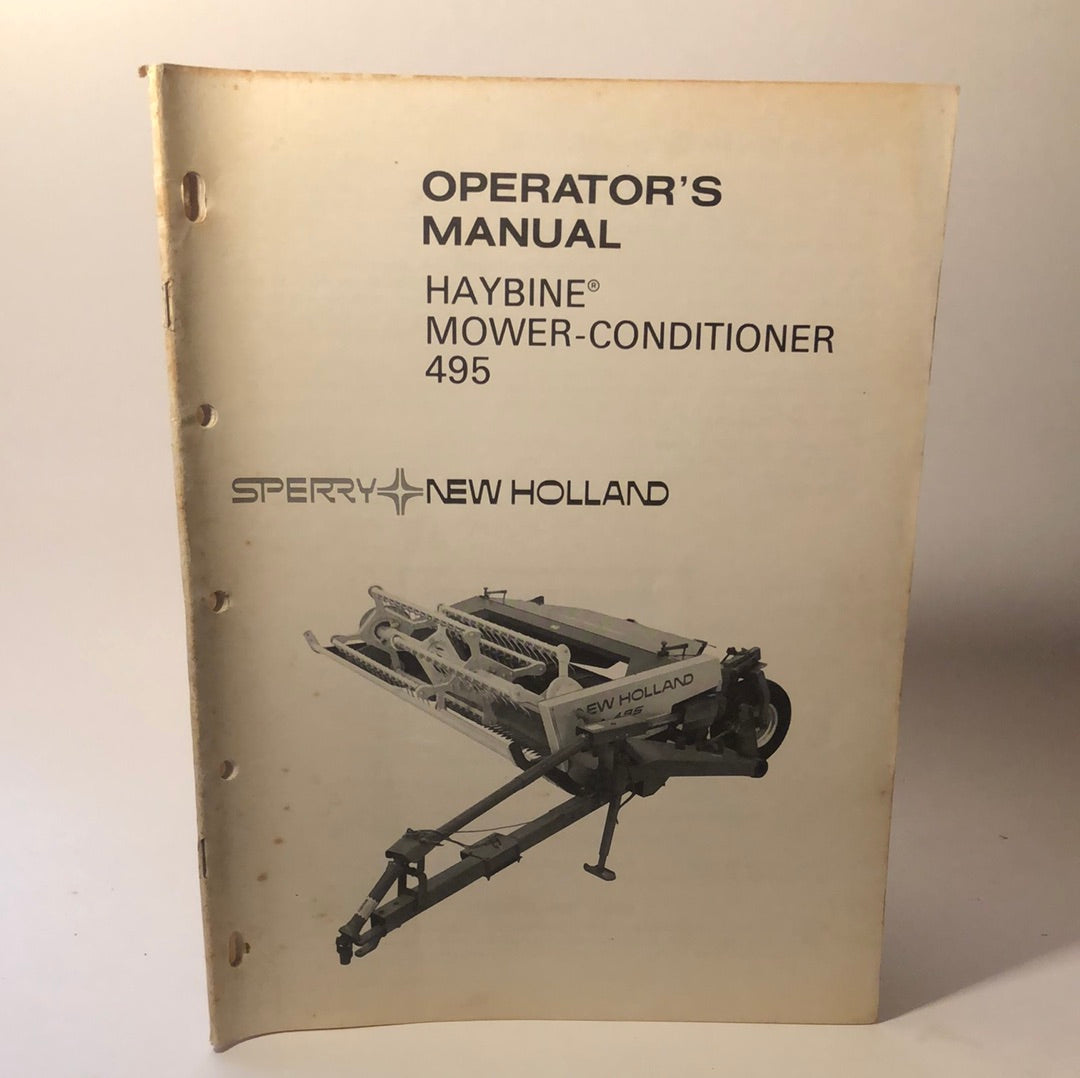 OPERATOR'S
MANUAL
HAYBINE®
MOWER-CONDITIONER
495
SPERRY NEW HOLLAND
NEW HOLLAND
495